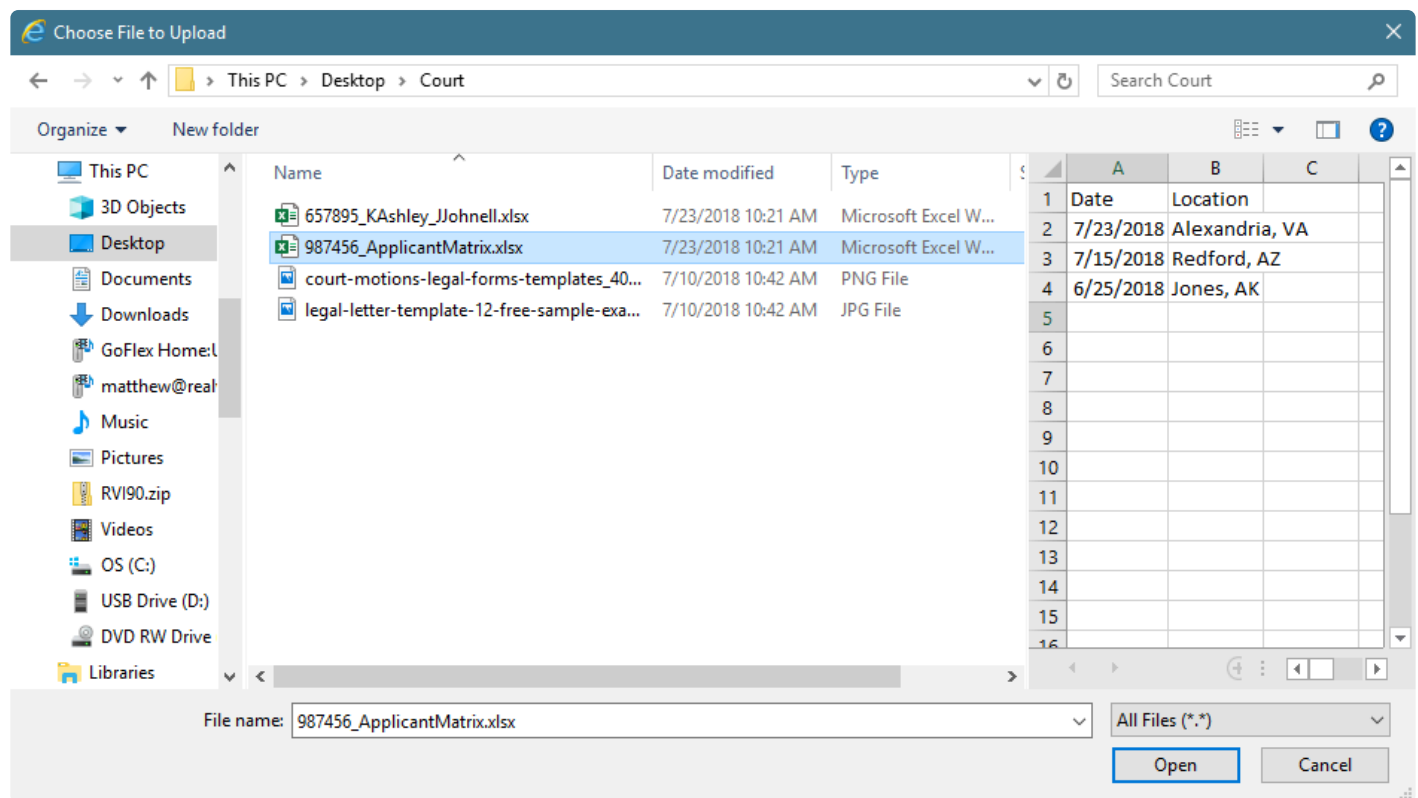 Choose File to Upload
This PC > Desktop > Court
Search Court
Organize
New folder
?
This PC
3D Objects
Desktop
Documents
Downloads
GoFlex Home:
matthew@real
Music
Pictures
RVI90.zip
Videos
OS (C:)
USB Drive (D:)
DVD RW Drive
Libraries
Name Date modified Type
657895_KAshley_JJohnell.xlsx 7/23/2018 10:21 AM Microsoft Excel W...
987456_ApplicantMatrix.xlsx 7/23/2018 10:21 AM Microsoft Excel W...
court-motions-legal-forms-templates_40... 7/10/2018 10:42 AM PNG File
legal-letter-template-12-free-sample-exa... 7/10/2018 10:42 AM JPG File
A B C
1 Date Location
2 7/23/2018 Alexandria, VA
3 7/15/2018 Redford, AZ
4 6/25/2018 Jones, AK
5
6
7
8
9
10
11
12
13
14
15
16
File name: 987456_ApplicantMatrix.xlsx
All Files (*.*)
Open Cancel